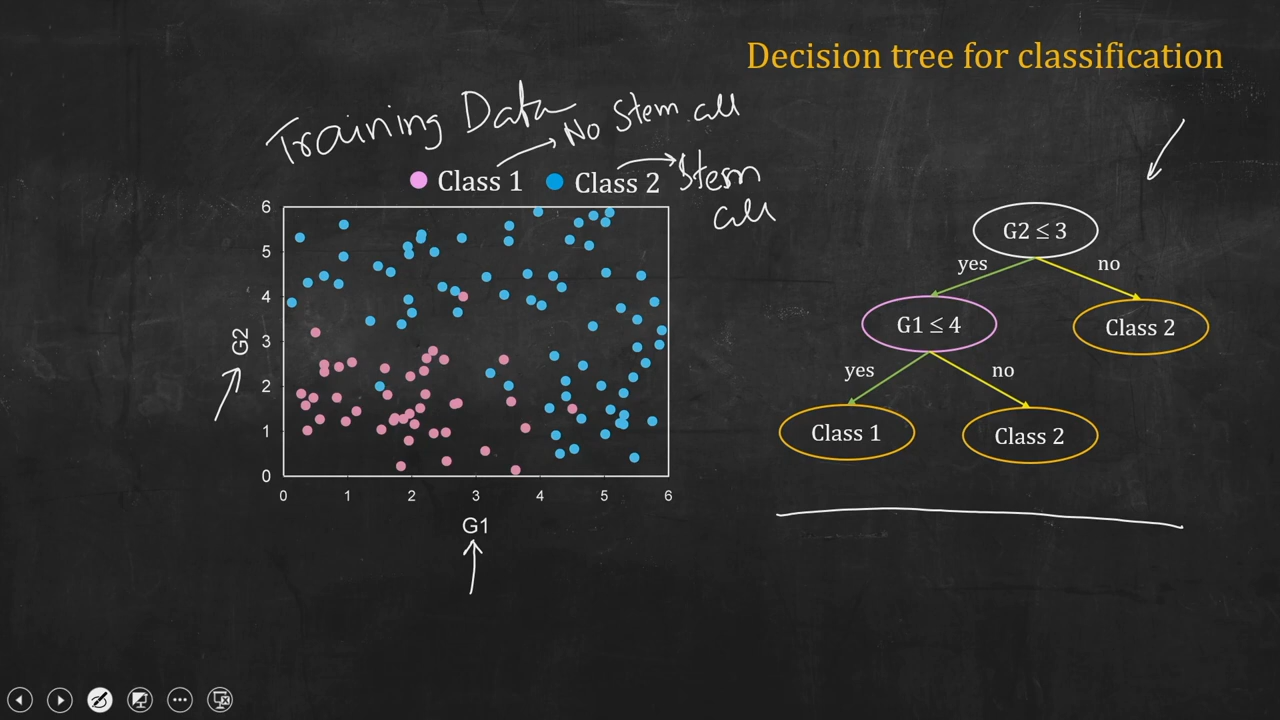 Decision tree for classification
Training Data
No Stem cell
Class 1
Class 2
Stem
cell
6
5
4
3
2
1
0
G2
0 1 2 3 4 5 6
G1
G2 ≤ 3
yes no
G1 ≤ 4
Class 2
yes no
Class 1
Class 2